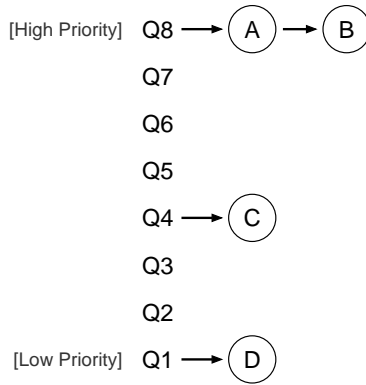 [High Priority] Q8 A B
Q7
Q6
Q5
Q4 C
Q3
Q2
[Low Priority] Q1 D